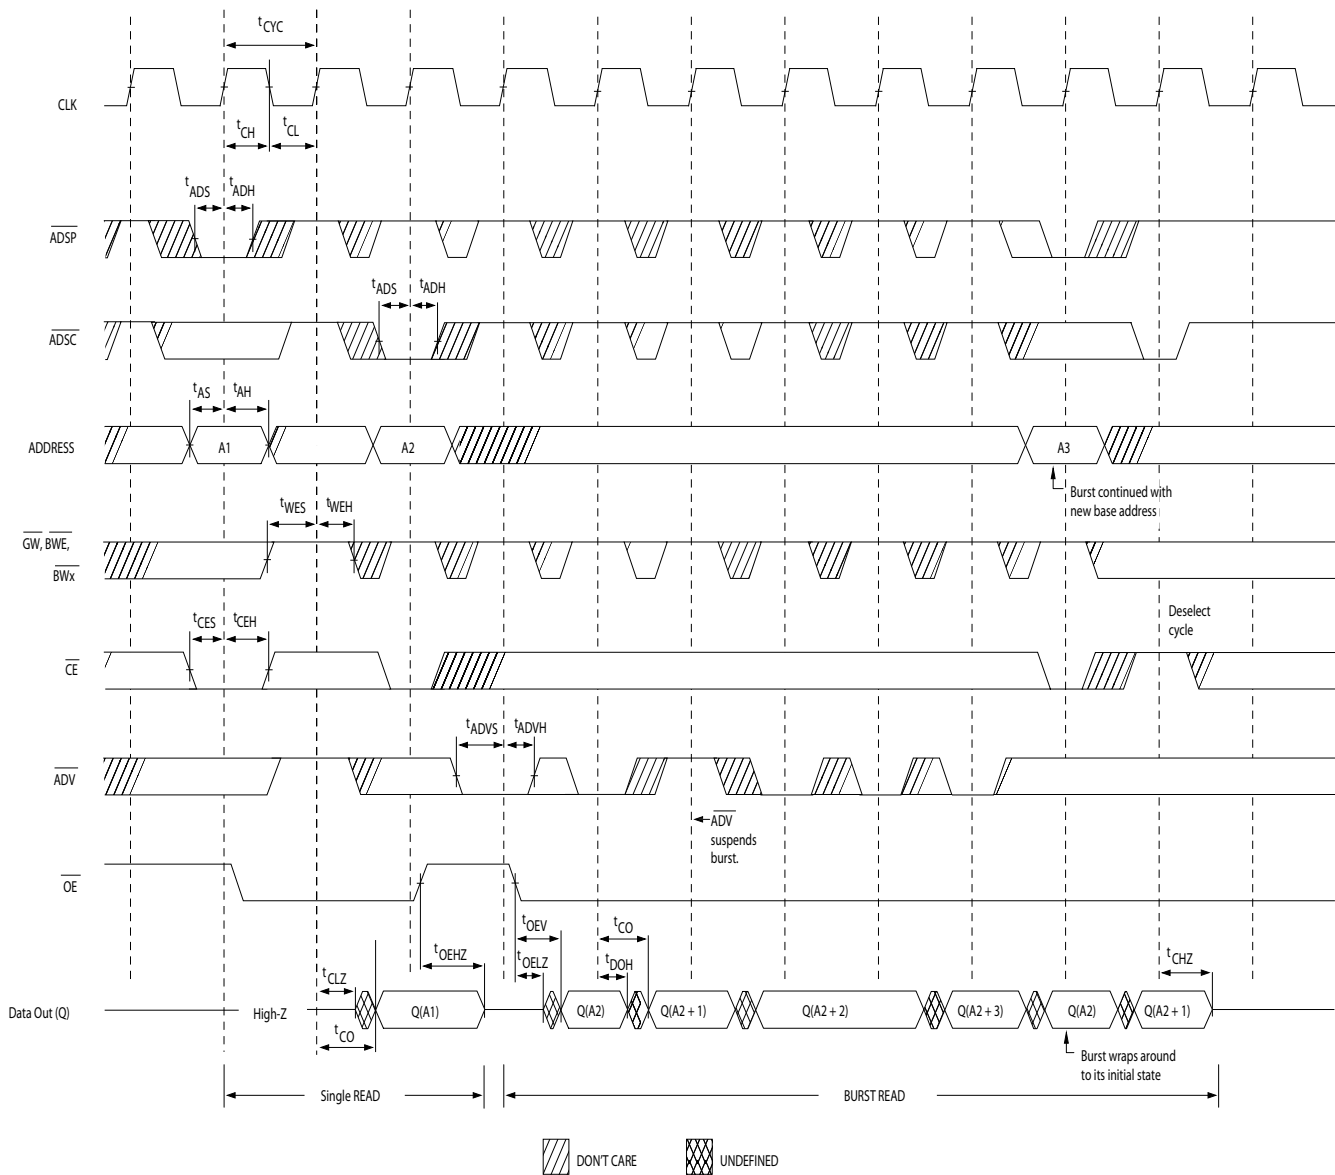 tCYC
CLK
tCH
tCL
tADS
tADH
ADSP
tADS
tADH
ADSC
tAS
tAH
ADDRESS
A1
A2
A3
Burst continued with
new base address
tWES
tWEH
GW, BWE,
BWx
tCES
tCEH
Deselect
cycle
CE
tADVS
tADVH
ADV
ADV
suspends
burst.
OE
tOEV
tCO
tOEHZ
tOELZ
tDOH
tCHZ
tCLZ
Data Out (Q)
High-Z
Q(A1)
Q(A2)
Q(A2 + 1)
Q(A2 + 2)
Q(A2 + 3)
Q(A2)
Q(A2 + 1)
tCO
Burst wraps around
to its initial state
Single READ
BURST READ
DON'T CARE
UNDEFINED